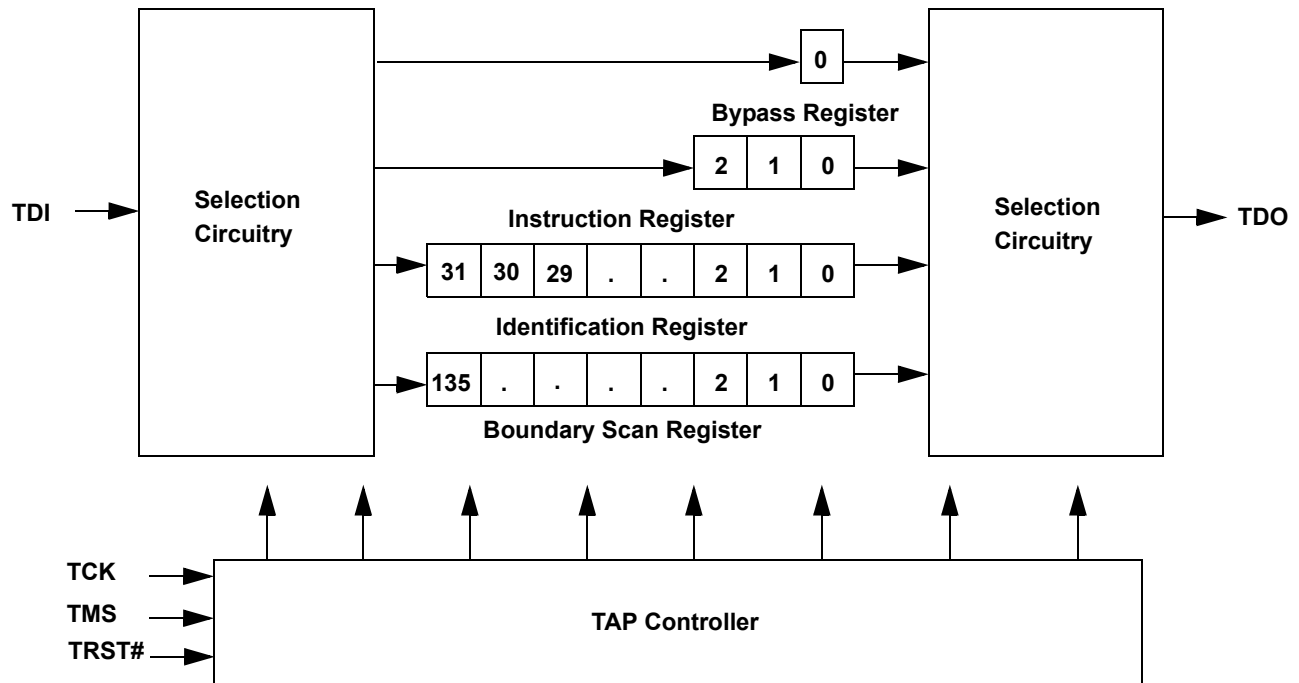 0
Bypass Register
2 1 0
Selection
Circuitry
Selection
Circuitry
TDI
TDO
Instruction Register
31 30 29 . . 2 1 0
Identification Register
135 . . . . 2 1 0
Boundary Scan Register
TCK
TMS
TAP Controller
TRST#